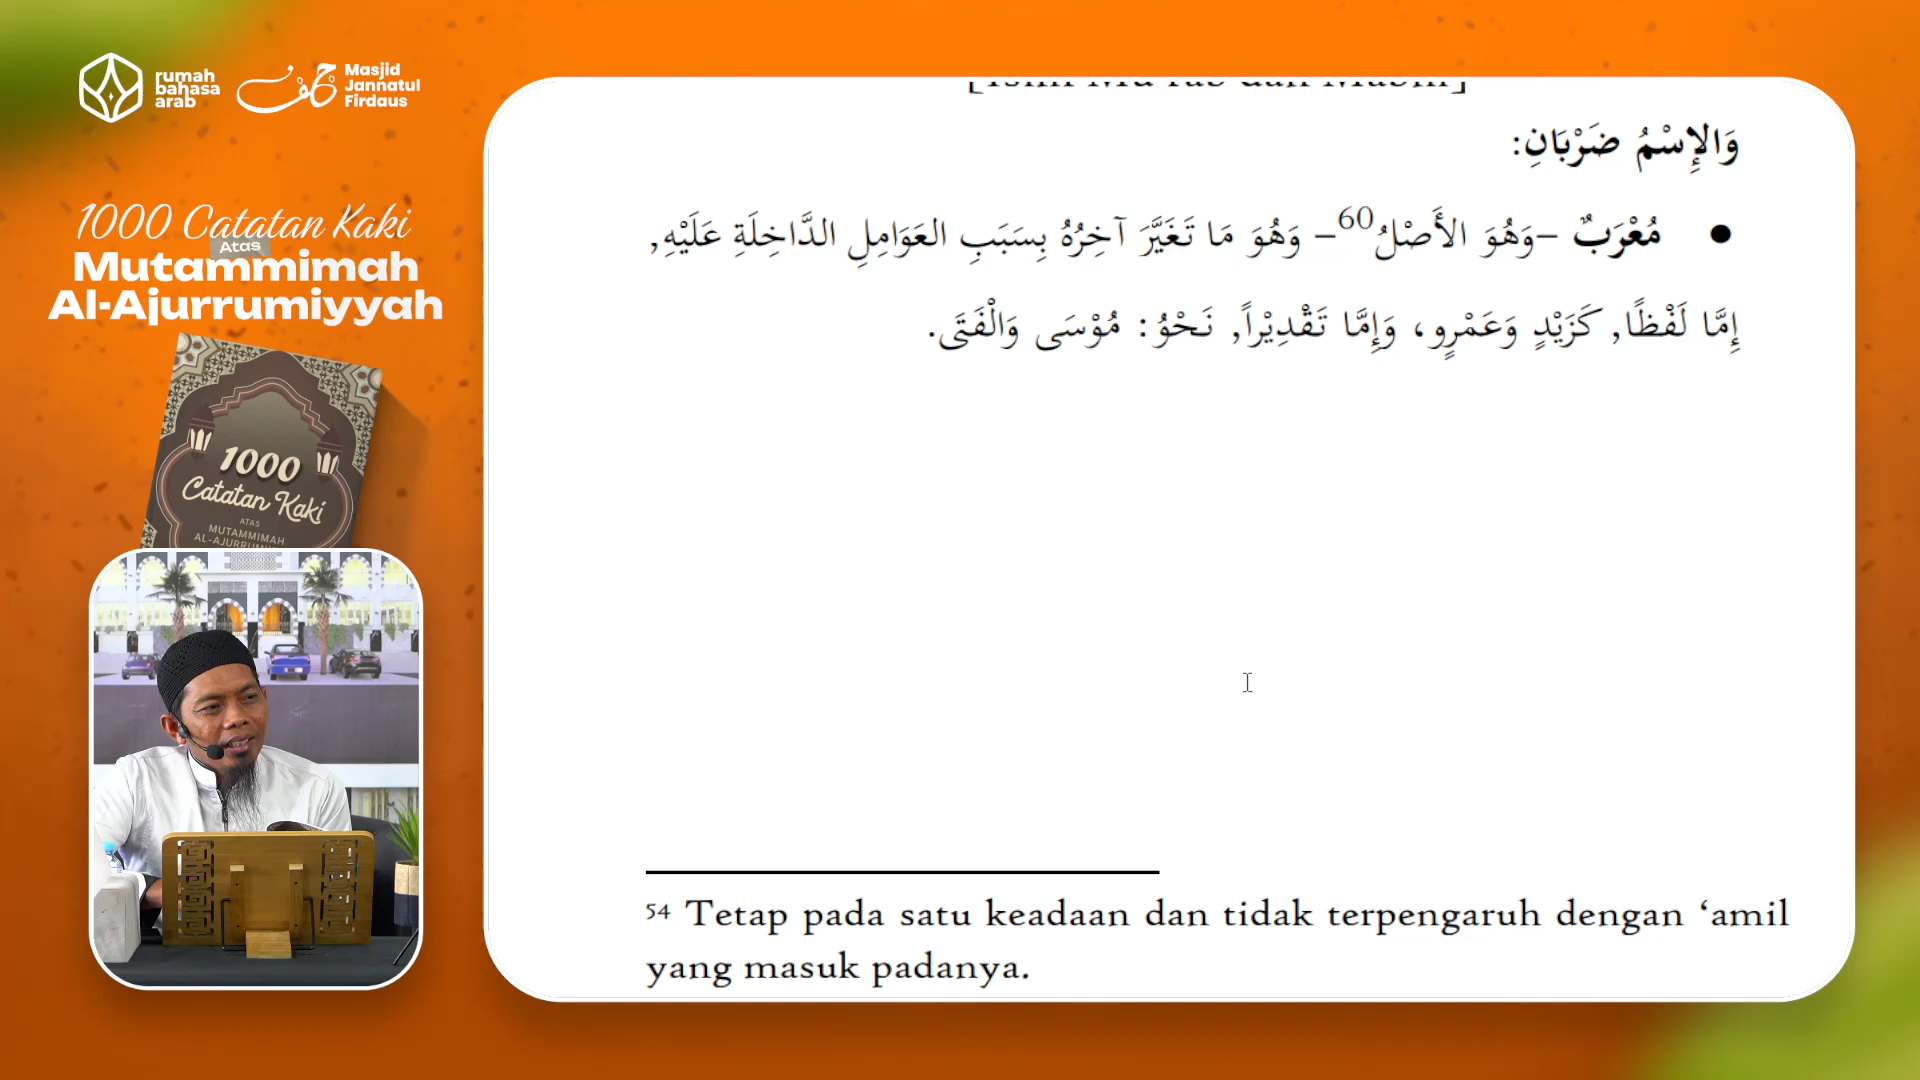 rumah
bahasa
arab
Masjid
Jannatul
Firdaus
1000 Catatan Kaki
Atas
Mutammimah
Al-Ajurrumiyyah
1000
Catatan Kaki
ATAS
MUTAMMIMAH
وَالإِسْمُ ضَرْبَانِ:
● مُعْرَبٌ –وَهُوَ الأَصْلُ60– وَهُوَ مَا تَغَيَّرَ آخِرُهُ بِسَبَبِ العَوَامِلِ الدَّاخِلَةِ عَلَيْهِ,
إِمَّا لَفْظًا, كَزَيْدٍ وَعَمْرٍو، وَإِمَّا تَقْدِيْراً, نَحْوُ: مُوْسَى وَالْفَتَى.
54 Tetap pada satu keadaan dan tidak terpengaruh dengan ‘amil
yang masuk padanya.